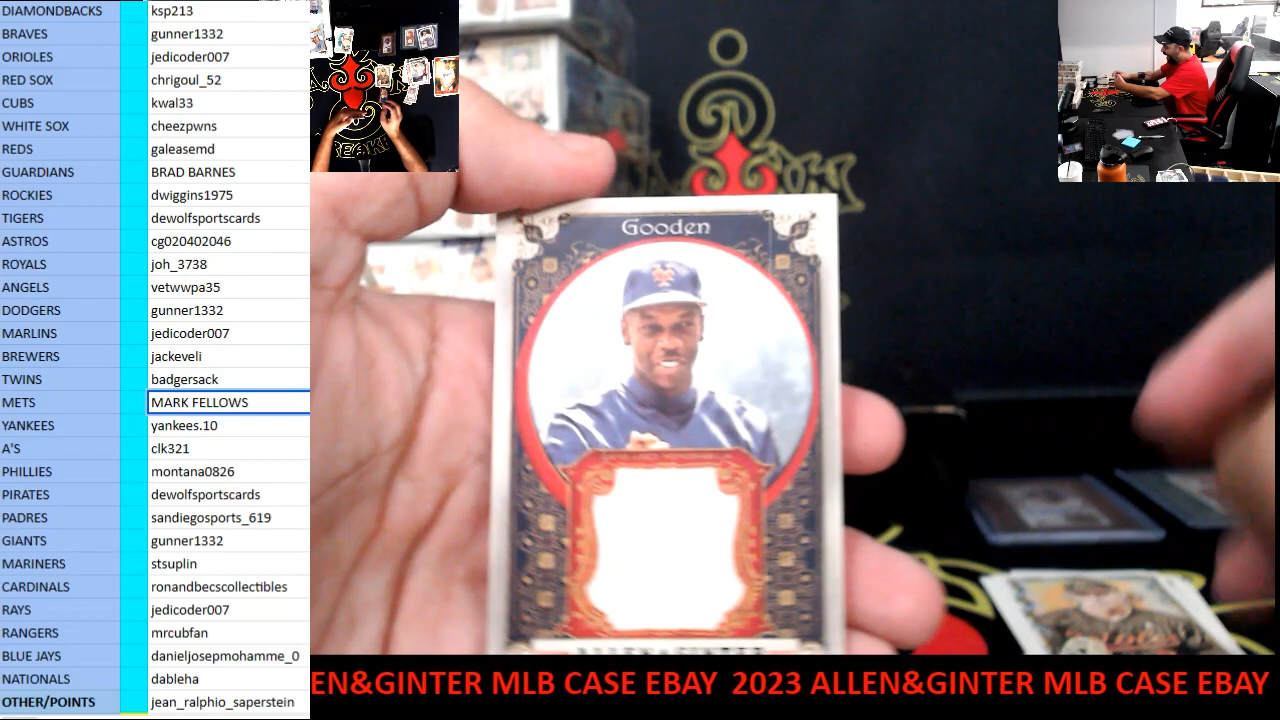 DIAMONDBACKS ksp213
BRAVES gunner1332
ORIOLES jedicoder007
RED SOX chrigoul_52
CUBS kwal33
WHITE SOX cheezpwns
REDS galeasemd
GUARDIANS BRAD BARNES
ROCKIES dwiggins1975
TIGERS dewolfsportscards
ASTROS cg020402046
ROYALS joh_3738
ANGELS vetwwpa35
DODGERS gunner1332
MARLINS jedicoder007
BREWERS jackeveli
TWINS badgersack
METS MARK FELLOWS
YANKEES yankees.10
A'S clk321
PHILLIES montana0826
PIRATES dewolfsportscards
PADRES sandiegosports_619
GIANTS gunner1332
MARINERS stsuplin
CARDINALS ronandbecscollectibles
RAYS jedicoder007
RANGERS mrcubfan
BLUE JAYS danieljosepmohamme_0
NATIONALS dableha
OTHER/POINTS jean_ralphio_saperstein
Gooden
EN&GINTER MLB CASE EBAY 2023 ALLEN&GINTER MLB CASE EBAY